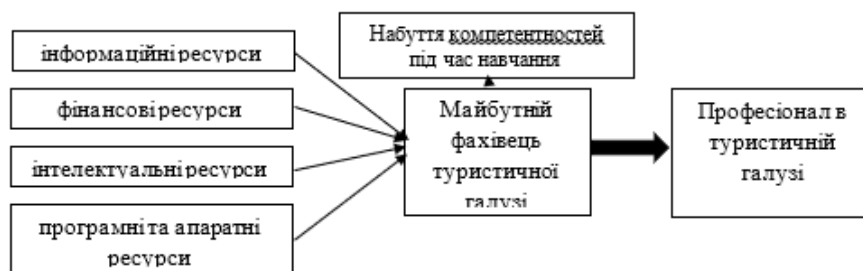 інформаційні ресурси
фінансові ресурси
інтелектуальні ресурси
програмні та апаратні
ресурси
Набуття компетентностей
під час навчання
Майбутній
фахівець
туристичної
галузі
Професіонал в
туристичній
галузі